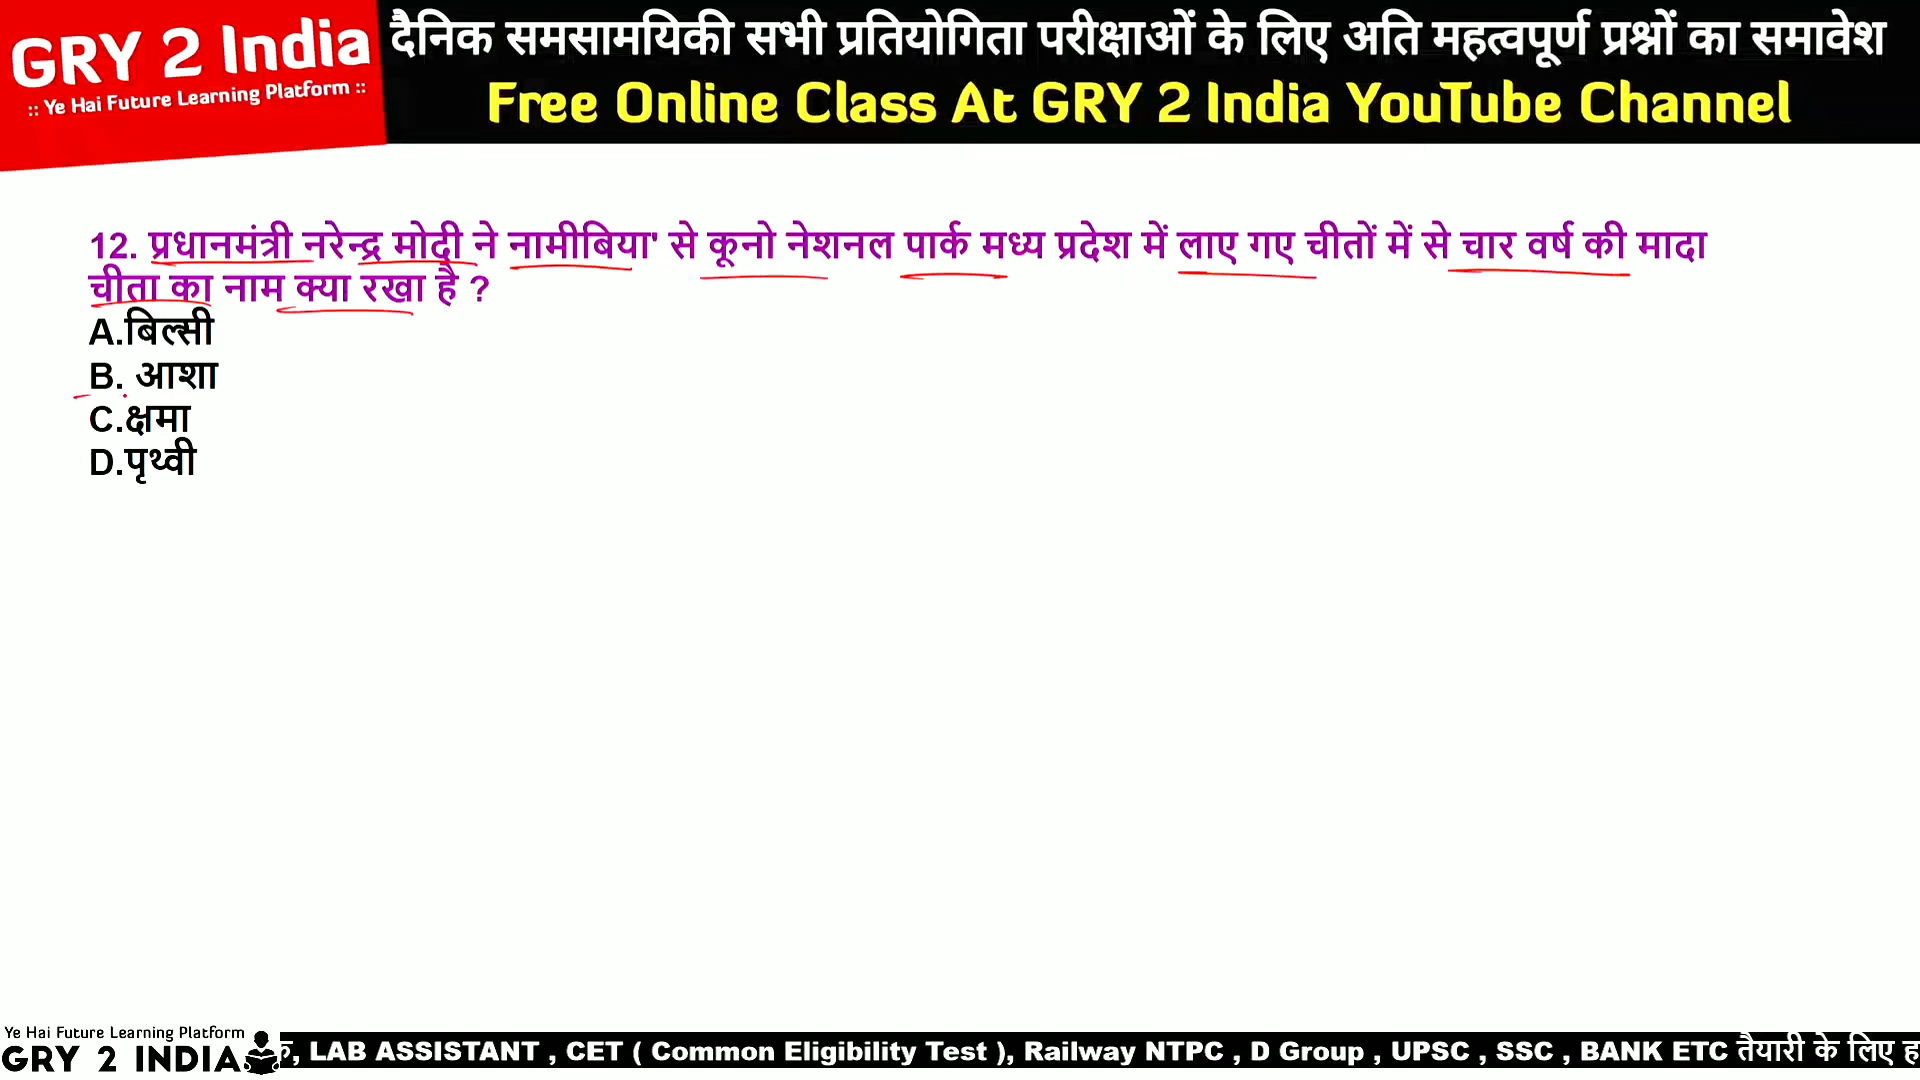 GRY 2 India
:: Ye Hai Future Learning Platform ::
दैनिक समसामयिकी सभी प्रतियोगिता परीक्षाओं के लिए अति महत्वपूर्ण प्रश्नों का समावेश
Free Online Class At GRY 2 India YouTube Channel
12. प्रधानमंत्री नरेन्द्र मोदी ने नामीबिया' से कूनो नेशनल पार्क मध्य प्रदेश में लाए गए चीतों में से चार वर्ष की मादा
चीता का नाम क्या रखा है ?
A.बिल्सी
B. आशा
C.क्षमा
D.पृथ्वी
Ye Hai Future Learning Platform
GRY 2 INDIA
, LAB ASSISTANT , CET ( Common Eligibility Test ), Railway NTPC , D Group , UPSC , SSC , BANK ETC तैयारी के लिए ह